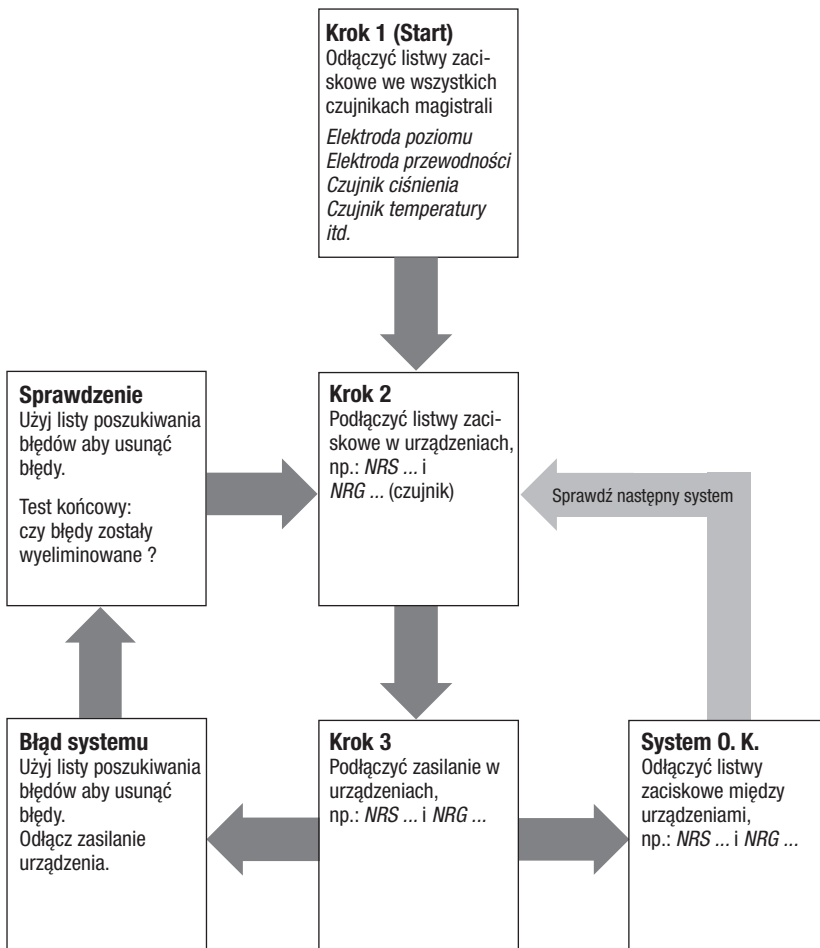 Krok 1 (Start)
Odłączyć listwy zaci-
skowe we wszystkich
czujnikach magistrali
Elektroda poziomu
Elektroda przewodności
Czujnik ciśnienia
Czujnik temperatury
itd.
Sprawdzenie
Użyj listy poszukiwania
błędów aby usunąć
błędy.
Test końcowy:
czy błędy zostały
wyeliminowane ?
Krok 2
Podłączyć listwy zaci-
skowe w urządzeniach,
np.: NRS ... i
NRG ... (czujnik)
Sprawdź następny system
Błąd systemu
Użyj listy poszukiwania
błędów aby usunąć
błędy.
Odłącz zasilanie
urządzenia.
Krok 3
Podłączyć zasilanie w
urządzeniach,
np.: NRS ... i NRG ...
System O. K.
Odłączyć listwy
zaciskowe między
urządzeniami,
np.: NRS ... i NRG ...